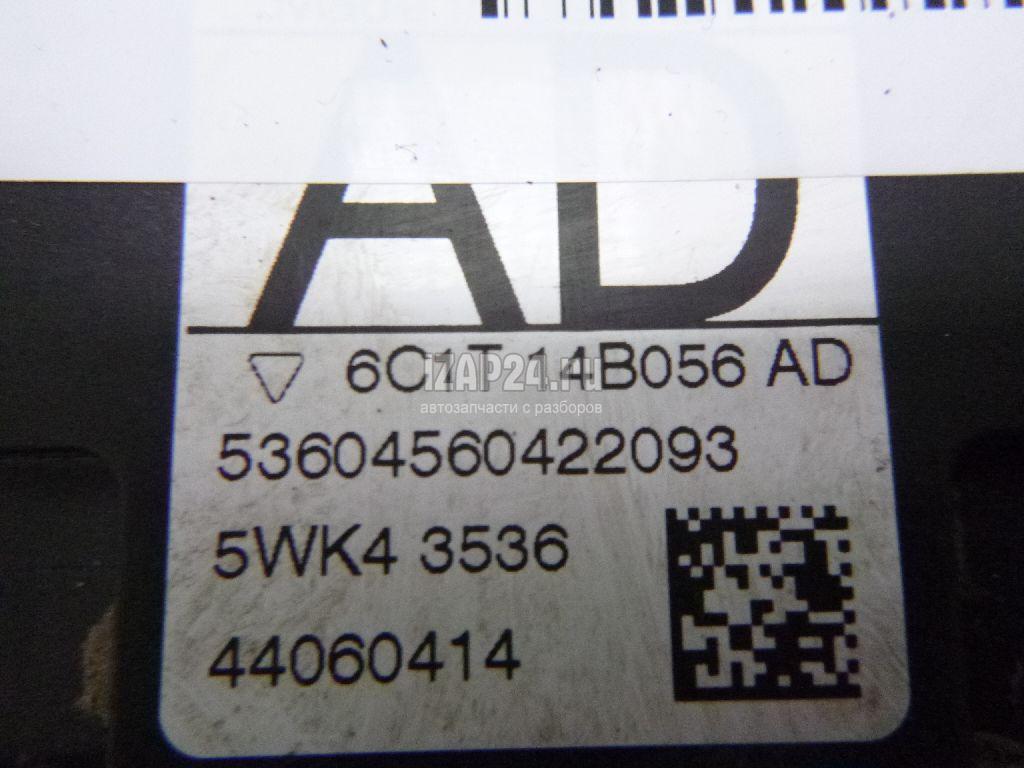 AD
6C1T 14B056 AD
iZAP24.ru
автозапчасти с разборов
53604560422093
5WK4 3536
44060414